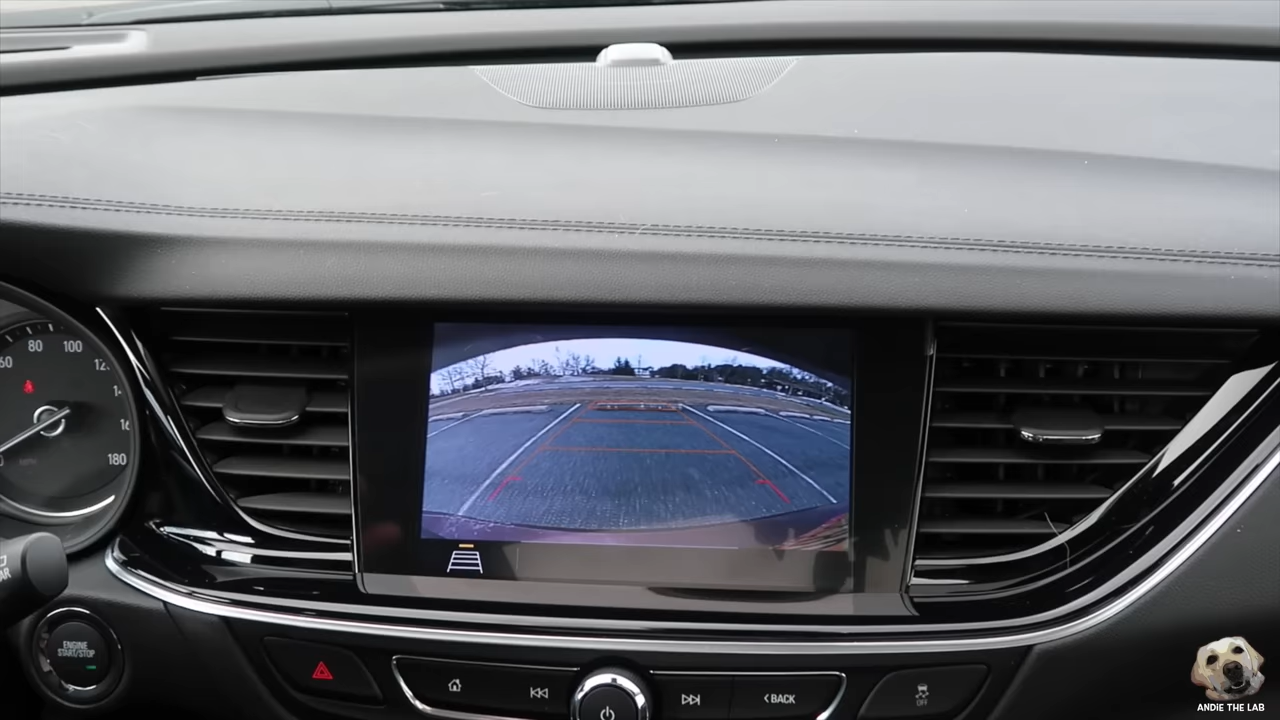 60
80
100
180
ENGINE
START/STOP
BACK
OFF
ANDIE THE LAB